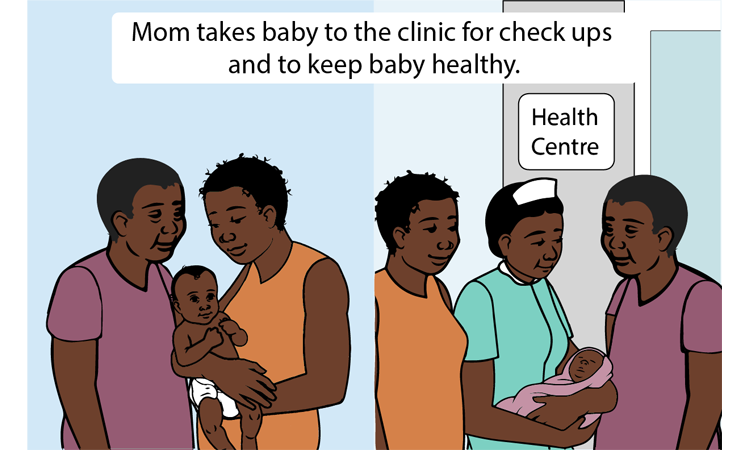 Mom takes baby to the clinic for check ups
and to keep baby healthy.
Health
Centre